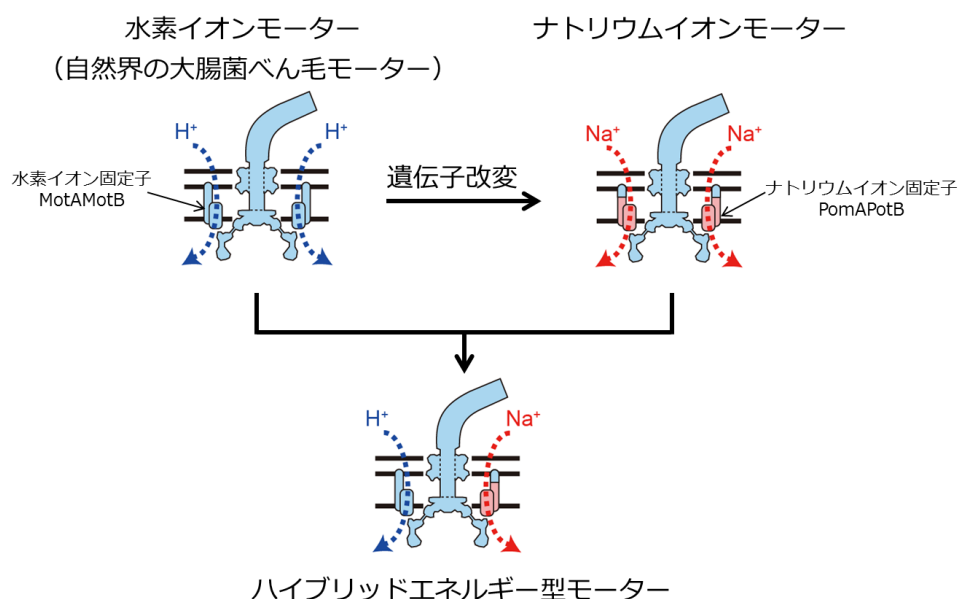 水素イオンモーター
（自然界の大腸菌べん毛モーター）
ナトリウムイオンモーター
H⁺
H⁺
水素イオン固定子
MotAMotB
遺伝子改変
Na⁺
Na⁺
ナトリウムイオン固定子
PomAPotB
H⁺
Na⁺
ハイブリッドエネルギー型モーター